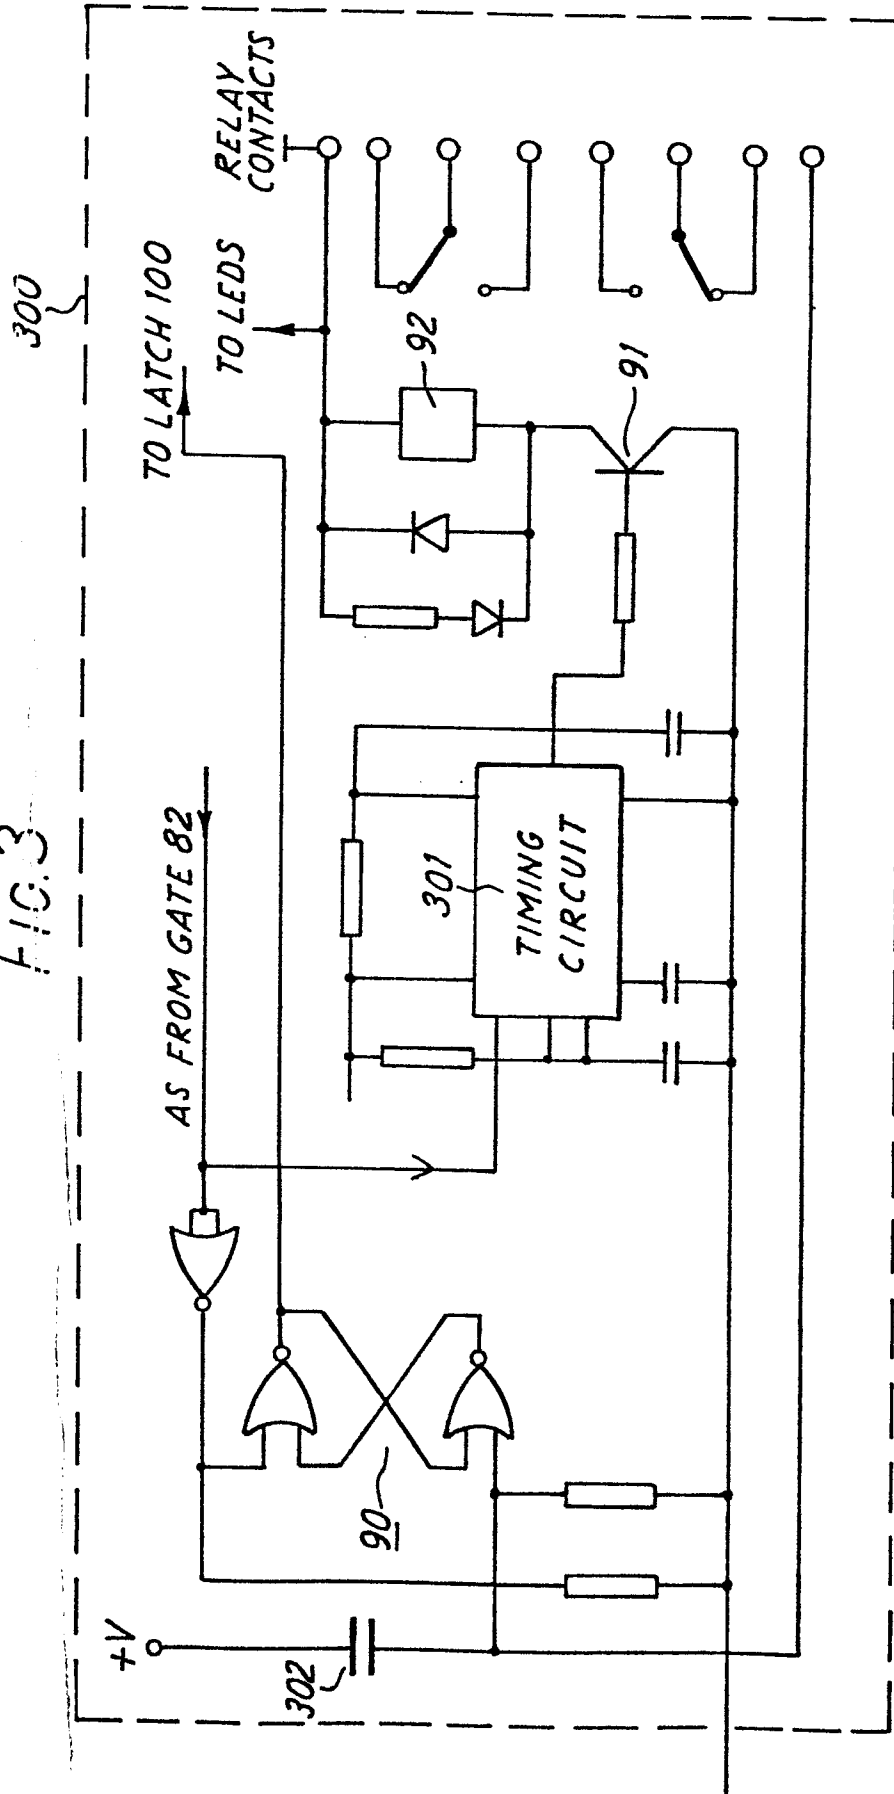 FIG.3
300
TO LATCH 100
TO LEDS
RELAY
CONTACTS
AS FROM GATE 82
92
91
301
TIMING
CIRCUIT
90
+V
302